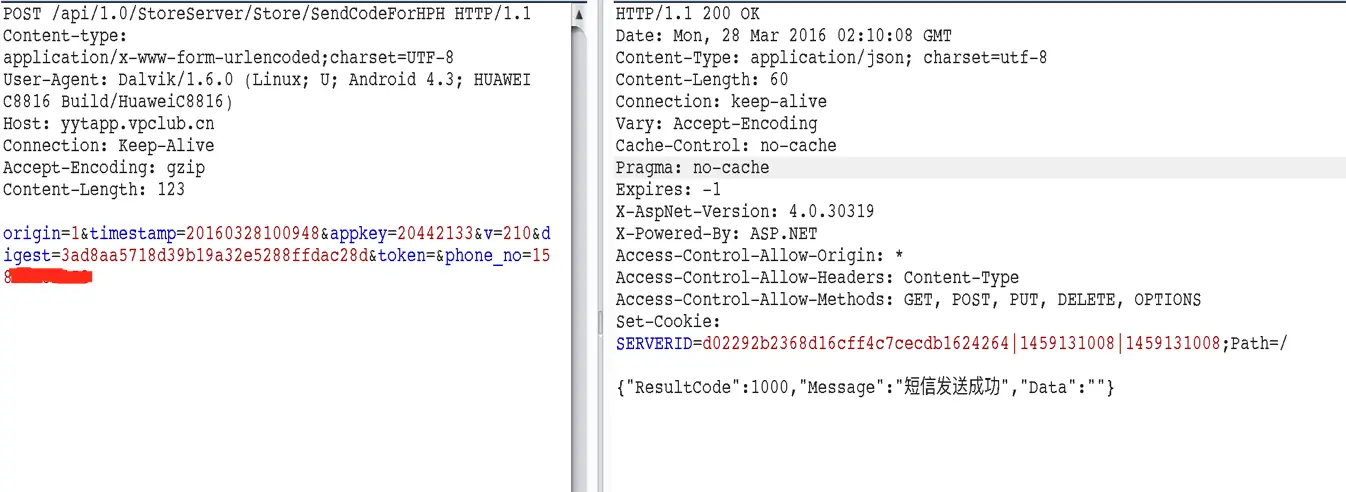 POST /api/1.0/StoreServer/Store/SendCodeForHPH HTTP/1.1
Content-type:
application/x-www-form-urlencoded;charset=UTF-8
User-Agent: Dalvik/1.6.0 (Linux; U; Android 4.3; HUAWEI
C8816 Build/HuaweiC8816)
Host: yytapp.vpclub.cn
Connection: Keep-Alive
Accept-Encoding: gzip
Content-Length: 123
origin=1&timestamp=20160328100948&appkey=20442133&v=210&d
igest=3ad8aa5718d39b19a32e5288ffdac28d&token=&phone_no=15
8
HTTP/1.1 200 OK
Date: Mon, 28 Mar 2016 02:10:08 GMT
Content-Type: application/json; charset=utf-8
Content-Length: 60
Connection: keep-alive
Vary: Accept-Encoding
Cache-Control: no-cache
Pragma: no-cache
Expires: -1
X-AspNet-Version: 4.0.30319
X-Powered-By: ASP.NET
Access-Control-Allow-Origin: *
Access-Control-Allow-Headers: Content-Type
Access-Control-Allow-Methods: GET, POST, PUT, DELETE, OPTIONS
Set-Cookie:
SERVERID=d02292b2368d16cff4c7cecdb1624264|1459131008|1459131008;Path=/
{"ResultCode":1000,"Message":"短信发送成功","Data":""}